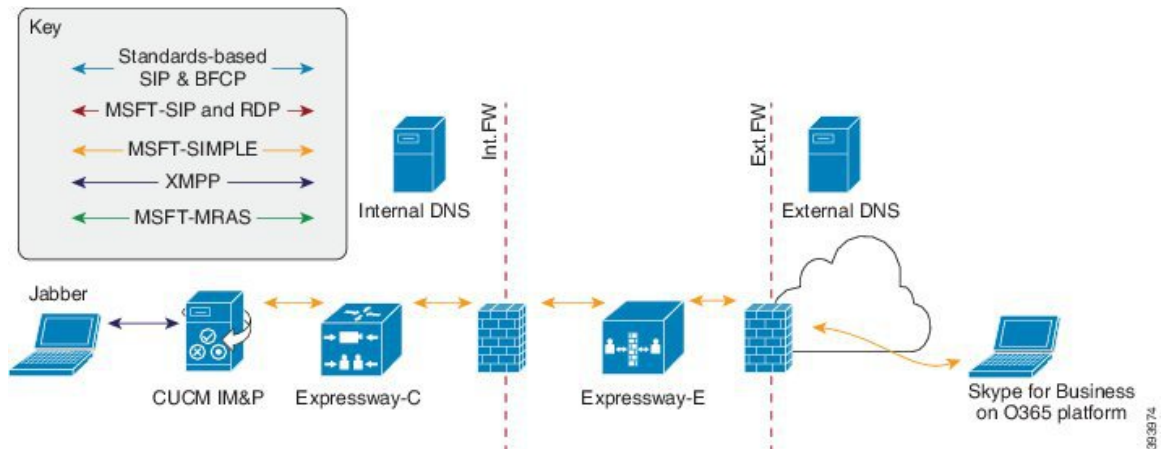 Key
Standards-based
SIP & BFCP
MSFT-SIP and RDP
MSFT-SIMPLE
XMPP
MSFT-MRAS
Internal DNS
Int.FW
Ext.FW
External DNS
Jabber
CUCM IM&P
Expressway-C
Expressway-E
Skype for Business
on O365 platform
393974